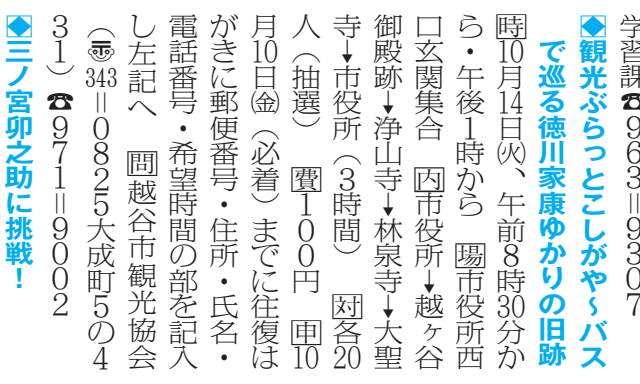 学習課☎963＝9307
◆観光ぶらっとこしがや～バス
で巡る徳川家康ゆかりの旧跡
時10月14日㈫、午前8時30分か
ら・午後1時から　場市役所西
口玄関集合　内市役所→越ヶ谷
御殿跡→浄山寺→林泉寺→大聖
寺→市役所（3時間）　対各20
人（抽選）　費100円　申10
月10日㈮（必着）までに往復は
がきに郵便番号・住所・氏名・
電話番号・希望時間の部を記入
し左記へ　問越谷市観光協会
（〠343＝0825大成町5の4
31）☎971＝9002
◆三ノ宮卯之助に挑戦！